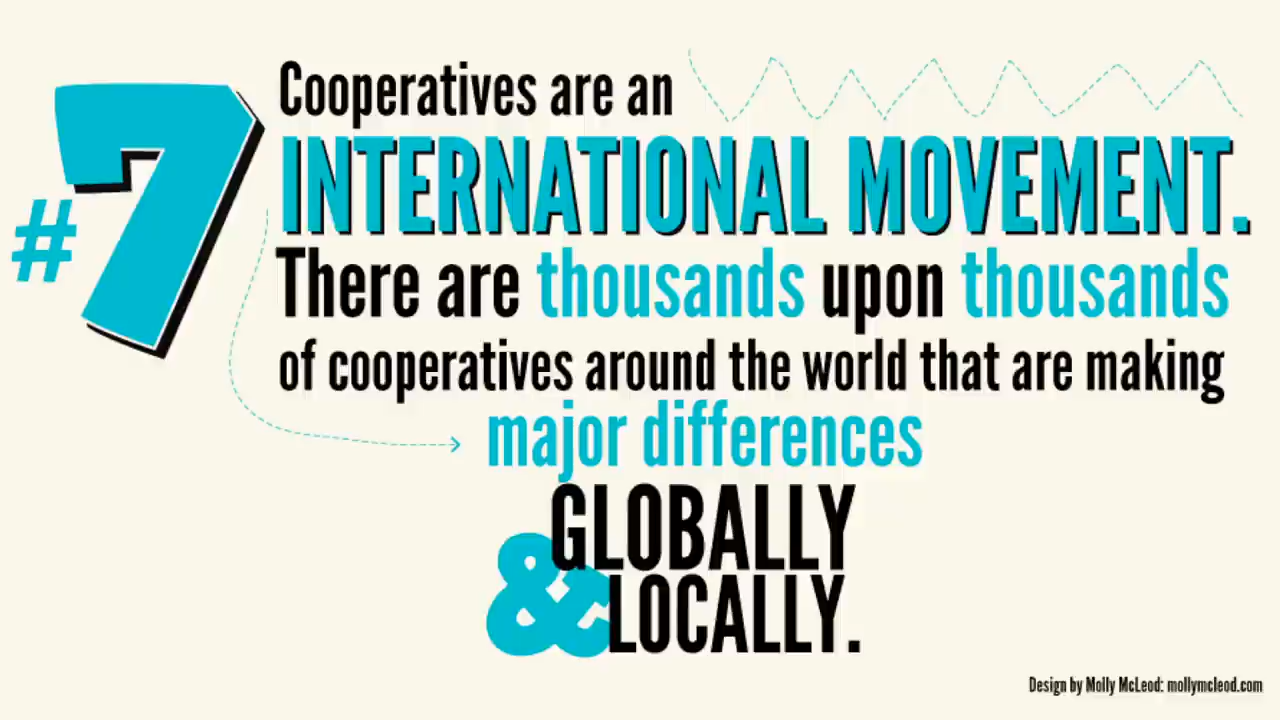 #7
Cooperatives are an
INTERNATIONAL MOVEMENT.
There are thousands upon thousands
of cooperatives around the world that are making
major differences
GLOBALLY
& LOCALLY.
Design by Molly McLeod: mollymcleod.com